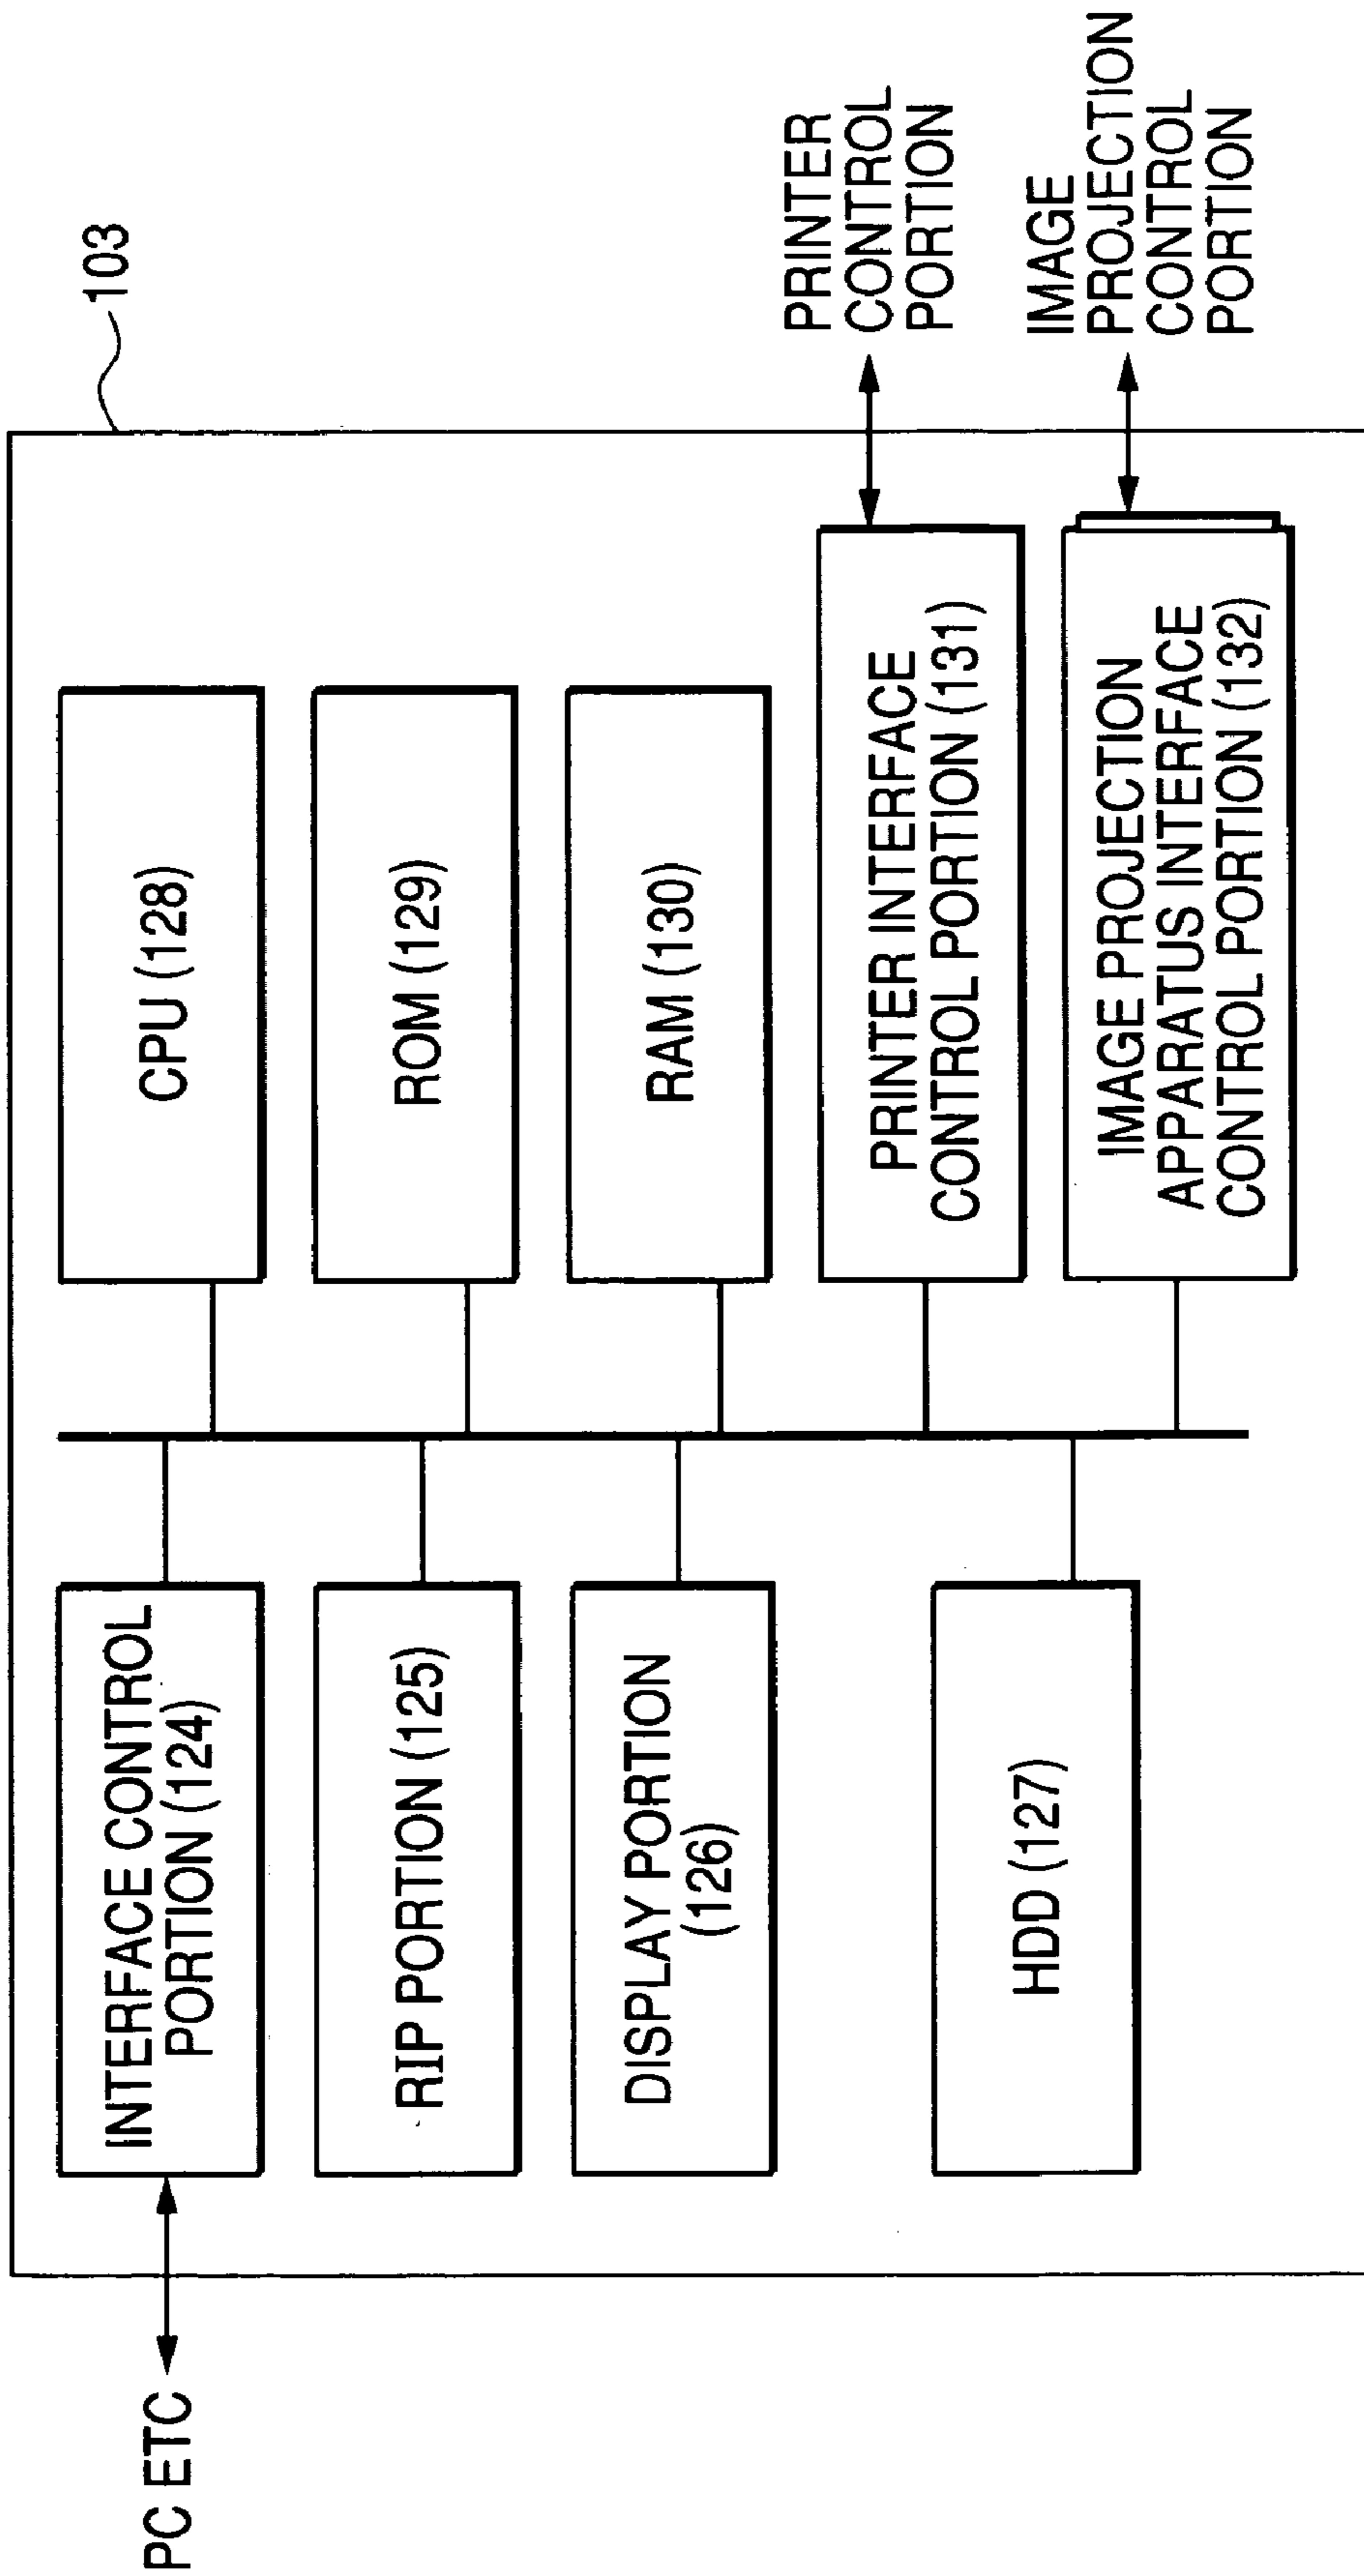 103
PC ETC
INTERFACE CONTROL
PORTION (124)
RIP PORTION (125)
DISPLAY PORTION
(126)
HDD (127)
CPU (128)
ROM (129)
RAM (130)
PRINTER INTERFACE
CONTROL PORTION (131)
IMAGE PROJECTION
APPARATUS INTERFACE
CONTROL PORTION (132)
PRINTER
CONTROL
PORTION
IMAGE
PROJECTION
CONTROL
PORTION